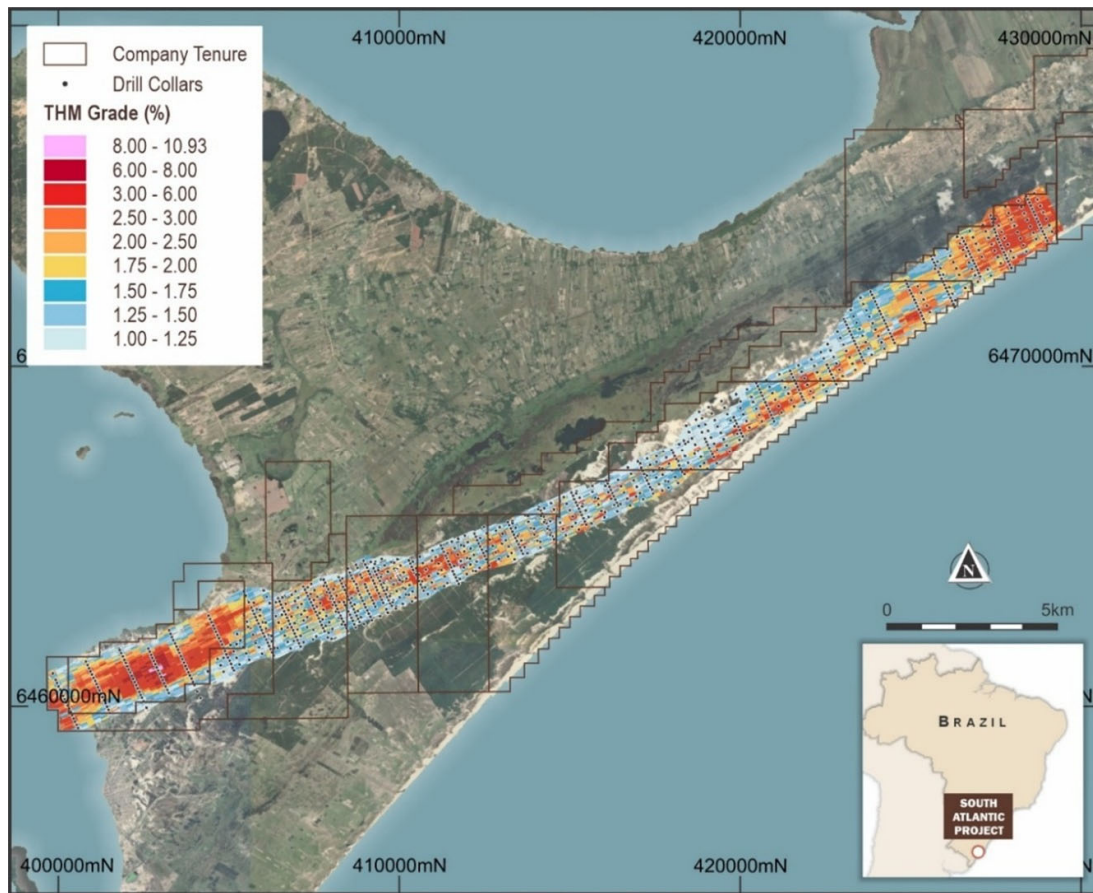 410000mN
420000mN
430000mN
Company Tenure
Drill Collars
THM Grade (%)
8.00 - 10.93
6.00 - 8.00
3.00 - 6.00
2.50 - 3.00
2.00 - 2.50
1.75 - 2.00
1.50 - 1.75
1.25 - 1.50
1.00 - 1.25
6
6470000mN
N
0
5km
6460000mN
BRAZIL
SOUTH
ATLANTIC
PROJECT
400000mN
410000mN
420000mN